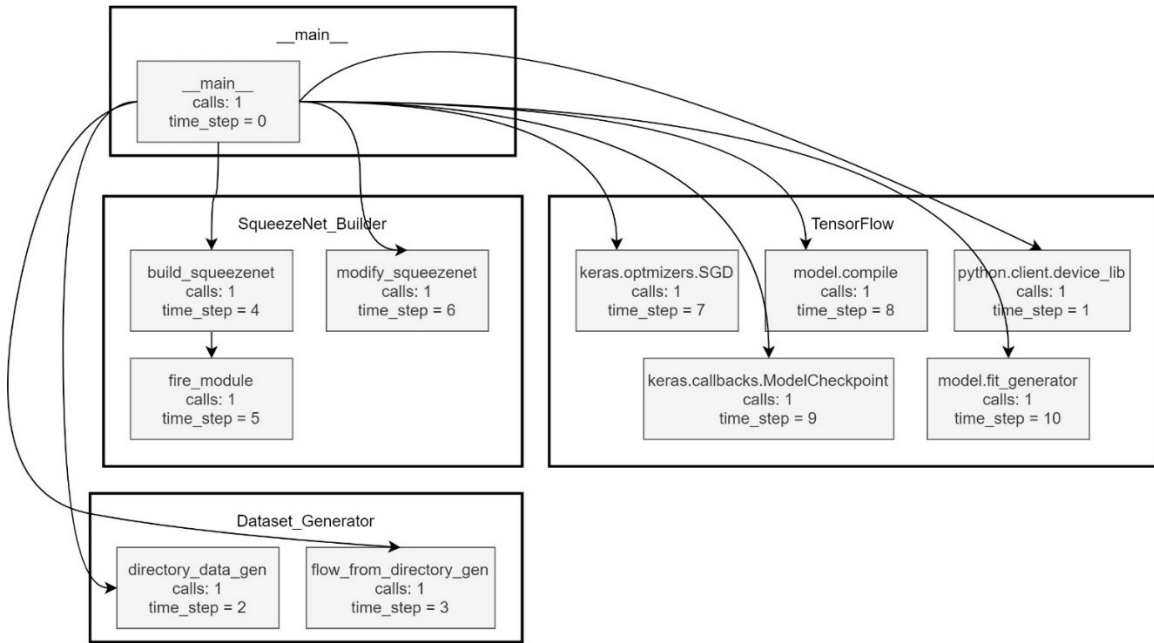 __main__
__main__
calls: 1
time_step = 0
SqueezeNet_Builder
build_squeezenet
calls: 1
time_step = 4
modify_squeezenet
calls: 1
time_step = 6
fire_module
calls: 1
time_step = 5
TensorFlow
keras.optmizers.SGD
calls: 1
time_step = 7
model.compile
calls: 1
time_step = 8
python.client.device_lib
calls: 1
time_step = 1
keras.callbacks.ModelCheckpoint
calls: 1
time_step = 9
model.fit_generator
calls: 1
time_step = 10
Dataset_Generator
directory_data_gen
calls: 1
time_step = 2
flow_from_directory_gen
calls: 1
time_step = 3